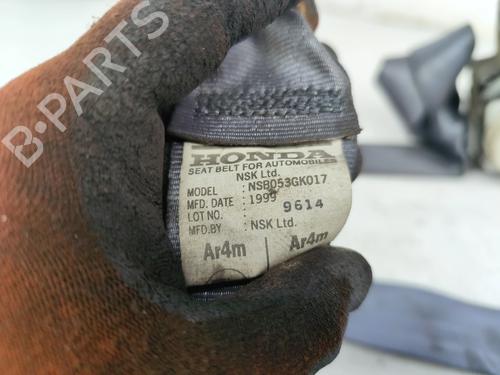 B-PARTS
HONDA
SEAT BELT FOR AUTOMOBILES
NSK Ltd.
MODEL : NSB053GK017
MFD. DATE : 1999
LOT NO. : 9614
MFD.BY : NSK Ltd.
Ar4m Ar4m